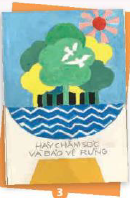 HÃY CHĂM SÓC
VÀ BẢO VỆ RỪNG
3